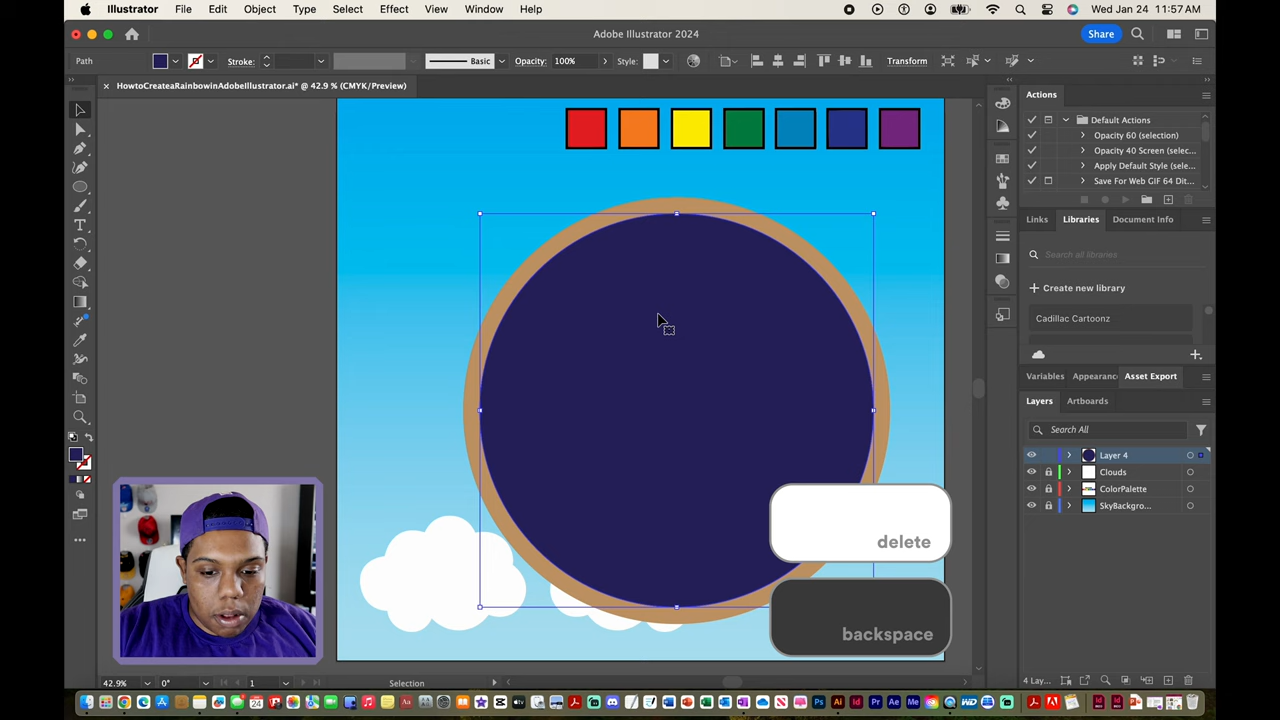 Illustrator File Edit Object Type Select Effect View Window Help
Wed Jan 24 11:57AM
Adobe Illustrator 2024
Share
Path
Stroke:
Basic
Opacity: 100%
Style:
Transform
× HowtoCreateaRainbowinAdobeIllustrator.ai* @ 42.9 % (CMYK/Preview)
Actions
Default Actions
Opacity 60 (selection)
Opacity 40 Screen (selec...
Apply Default Style (sele...
Save For Web GIF 64 Dit...
Links Libraries Document Info
Search all libraries
+ Create new library
Cadillac Cartoonz
Variables Appearanc Asset Export
Layers Artboards
Search All
Layer 4
Clouds
ColorPalette
SkyBackgro...
delete
backspace
42.9% 0° 1 Selection
4 Lay...